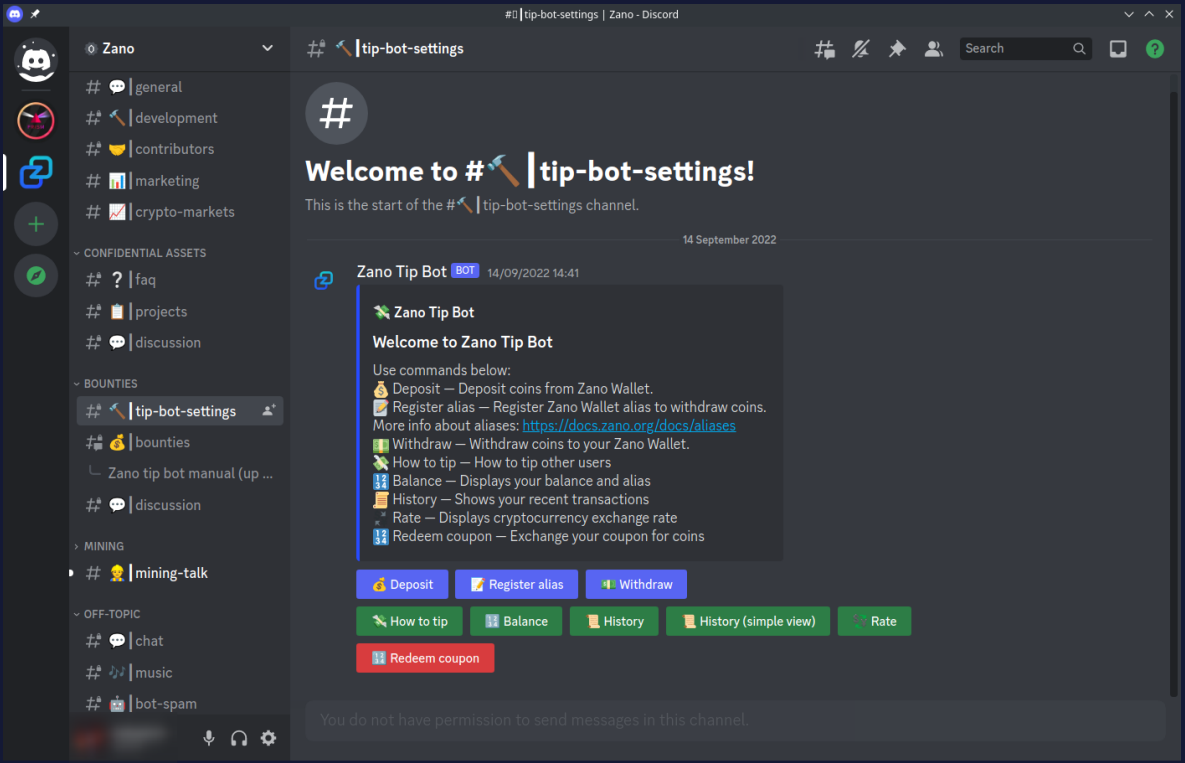 #▯┃tip-bot-settings | Zano - Discord
Zano
🔨┃tip-bot-settings
Search
💬┃general
🔨┃development
🤝┃contributors
📊┃marketing
📈┃crypto-markets
CONFIDENTIAL ASSETS
❔┃faq
📋┃projects
💬┃discussion
BOUNTIES
🔨┃tip-bot-settings
💰┃bounties
Zano tip bot manual (up ...
💬┃discussion
MINING
👷┃mining-talk
OFF-TOPIC
💬┃chat
🎶┃music
🤖┃bot-spam
#
Welcome to #🔨┃tip-bot-settings!
This is the start of the #🔨┃tip-bot-settings channel.
14 September 2022
Zano Tip Bot BOT 14/09/2022 14:41
💸 Zano Tip Bot
Welcome to Zano Tip Bot
Use commands below:
💰 Deposit — Deposit coins from Zano Wallet.
📝 Register alias — Register Zano Wallet alias to withdraw coins.
More info about aliases: https://docs.zano.org/docs/aliases
💵 Withdraw — Withdraw coins to your Zano Wallet.
💸 How to tip — How to tip other users
🔢 Balance — Displays your balance and alias
📜 History — Shows your recent transactions
Rate — Displays cryptocurrency exchange rate
🔢 Redeem coupon — Exchange your coupon for coins
💰 Deposit
📝 Register alias
💵 Withdraw
💸 How to tip
🔢 Balance
📜 History
📜 History (simple view)
Rate
🔢 Redeem coupon
You do not have permission to send messages in this channel.